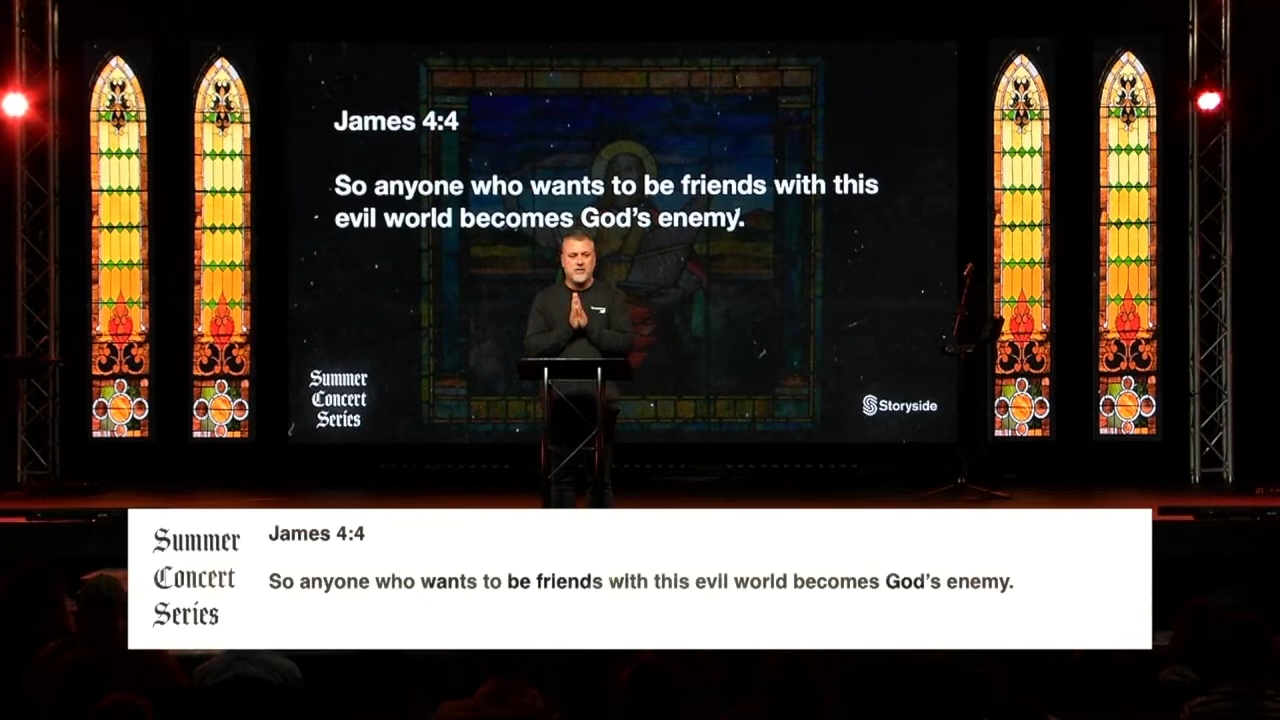 James 4:4
So anyone who wants to be friends with this
evil world becomes God's enemy.
Summer
Concert
Series
Storyside
Summer
Concert
Series
James 4:4
So anyone who wants to be friends with this evil world becomes God's enemy.